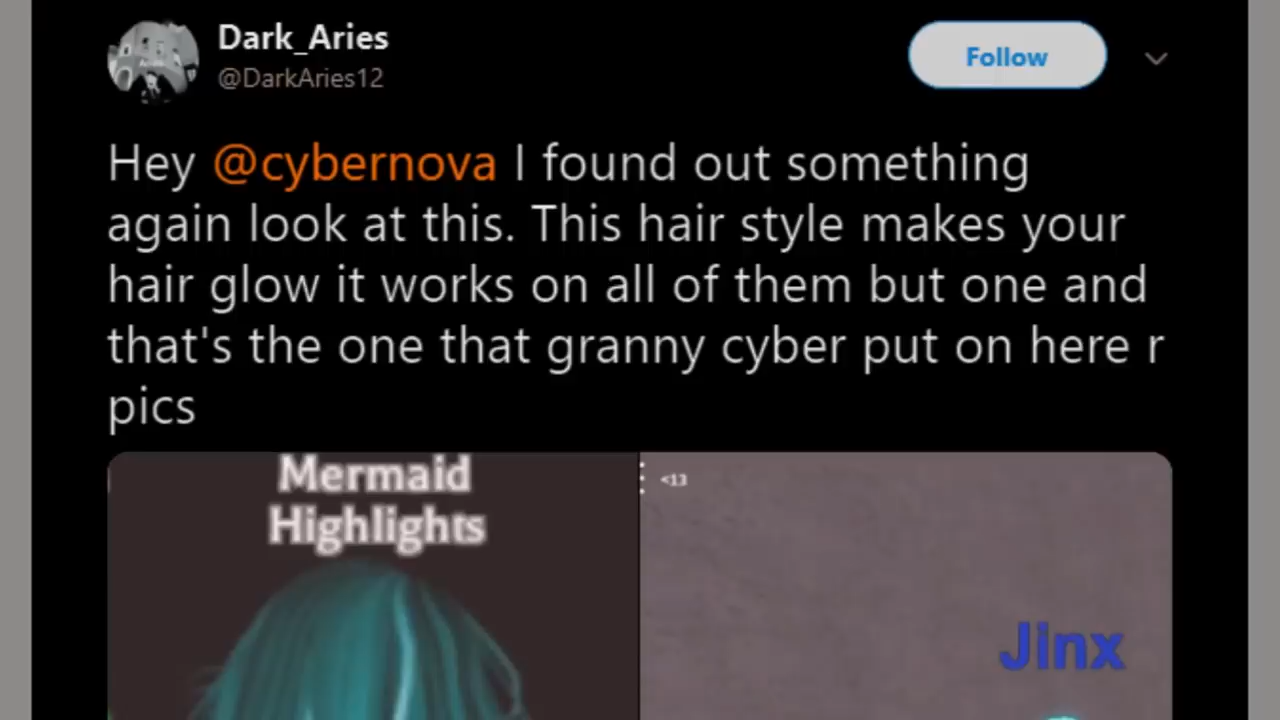 Dark_Aries
@DarkAries12
Follow
Hey @cybernova I found out something
again look at this. This hair style makes your
hair glow it works on all of them but one and
that's the one that granny cyber put on here r
pics
Mermaid
Highlights
<13
Jinx